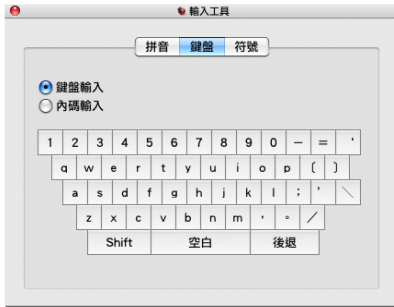 輸入工具
拼音 鍵盤 符號
鍵盤輸入
內碼輸入
1 2 3 4 5 6 7 8 9 0 － ＝ ‵
q w e r t y u i o p 〔 〕
a s d f g h j k l ； ’ ＼
z x c v b n m ， 。 ／
Shift 空白 後退